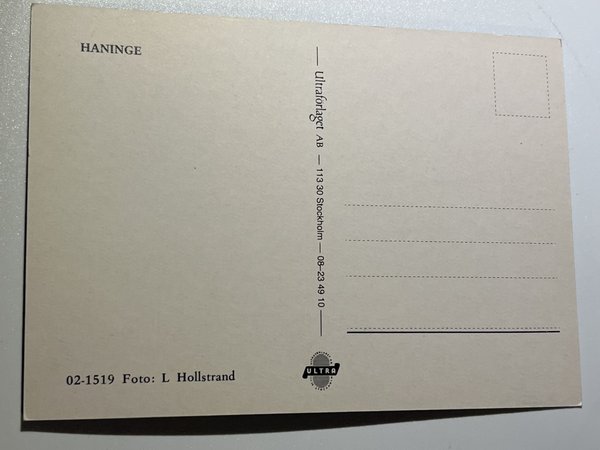 HANINGE
Ultraförlaget AB — 113 30 Stockholm — 08-23 49 10
02-1519 Foto: L Hollstrand
ULTRA